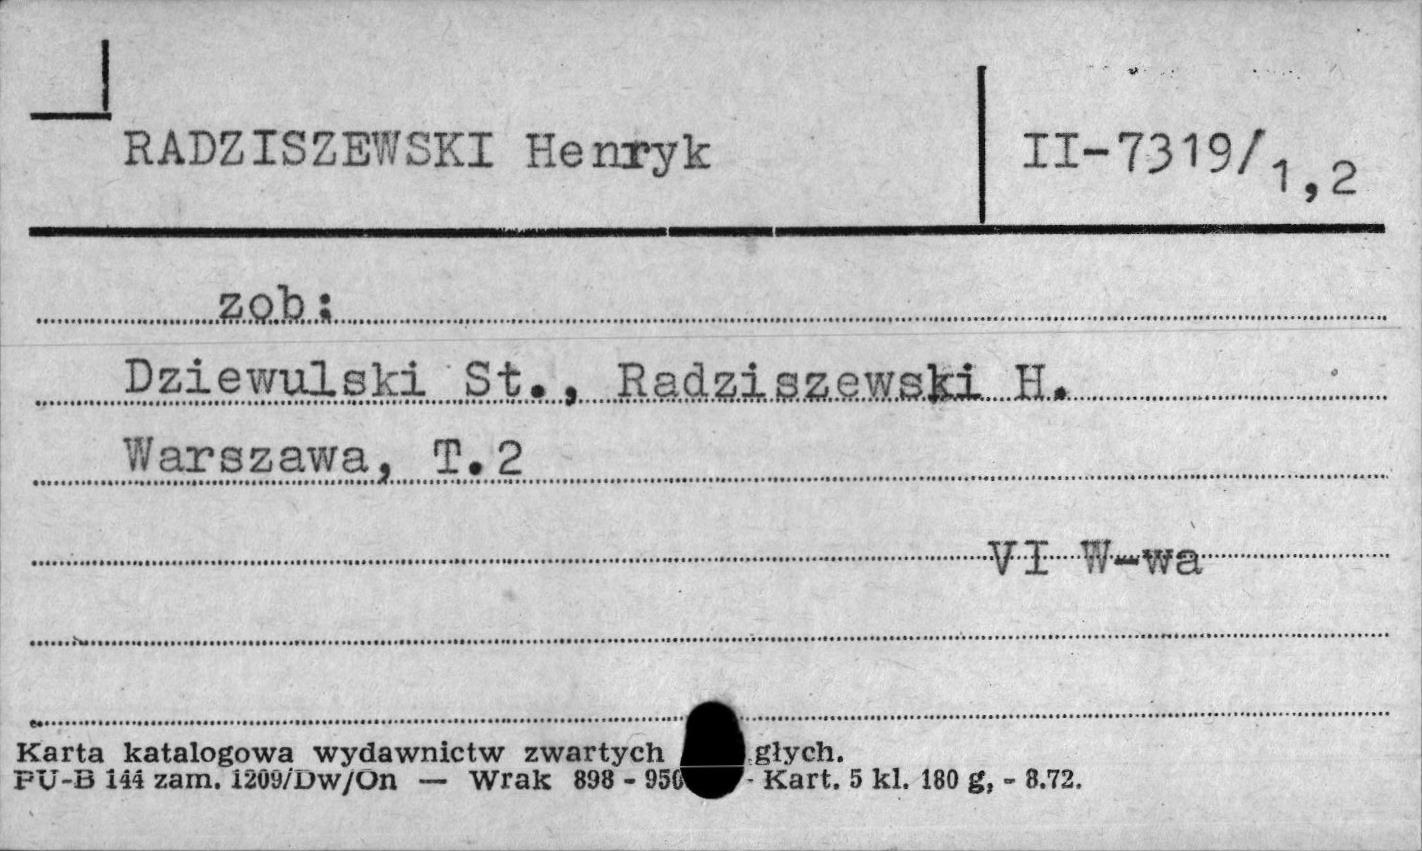 RADZISZEWSKI Henryk
II-7319/1,2
zob:
Dziewulski St., Radziszewski H.
Warszawa, T.2
VI W-wa
Karta katalogowa wydawnictw zwartych głych.
PU-B 144 zam. 1209/Dw/On — Wrak 898 - 950 - Kart. 5 kl. 180 g, - 8.72.